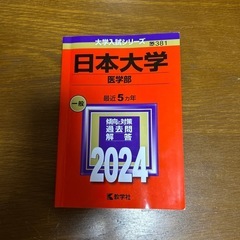 大学入試シリーズ
381
日本大学
医学部
最近5ヵ年
一般
傾向と対策
過去問
解答
2024
教学社